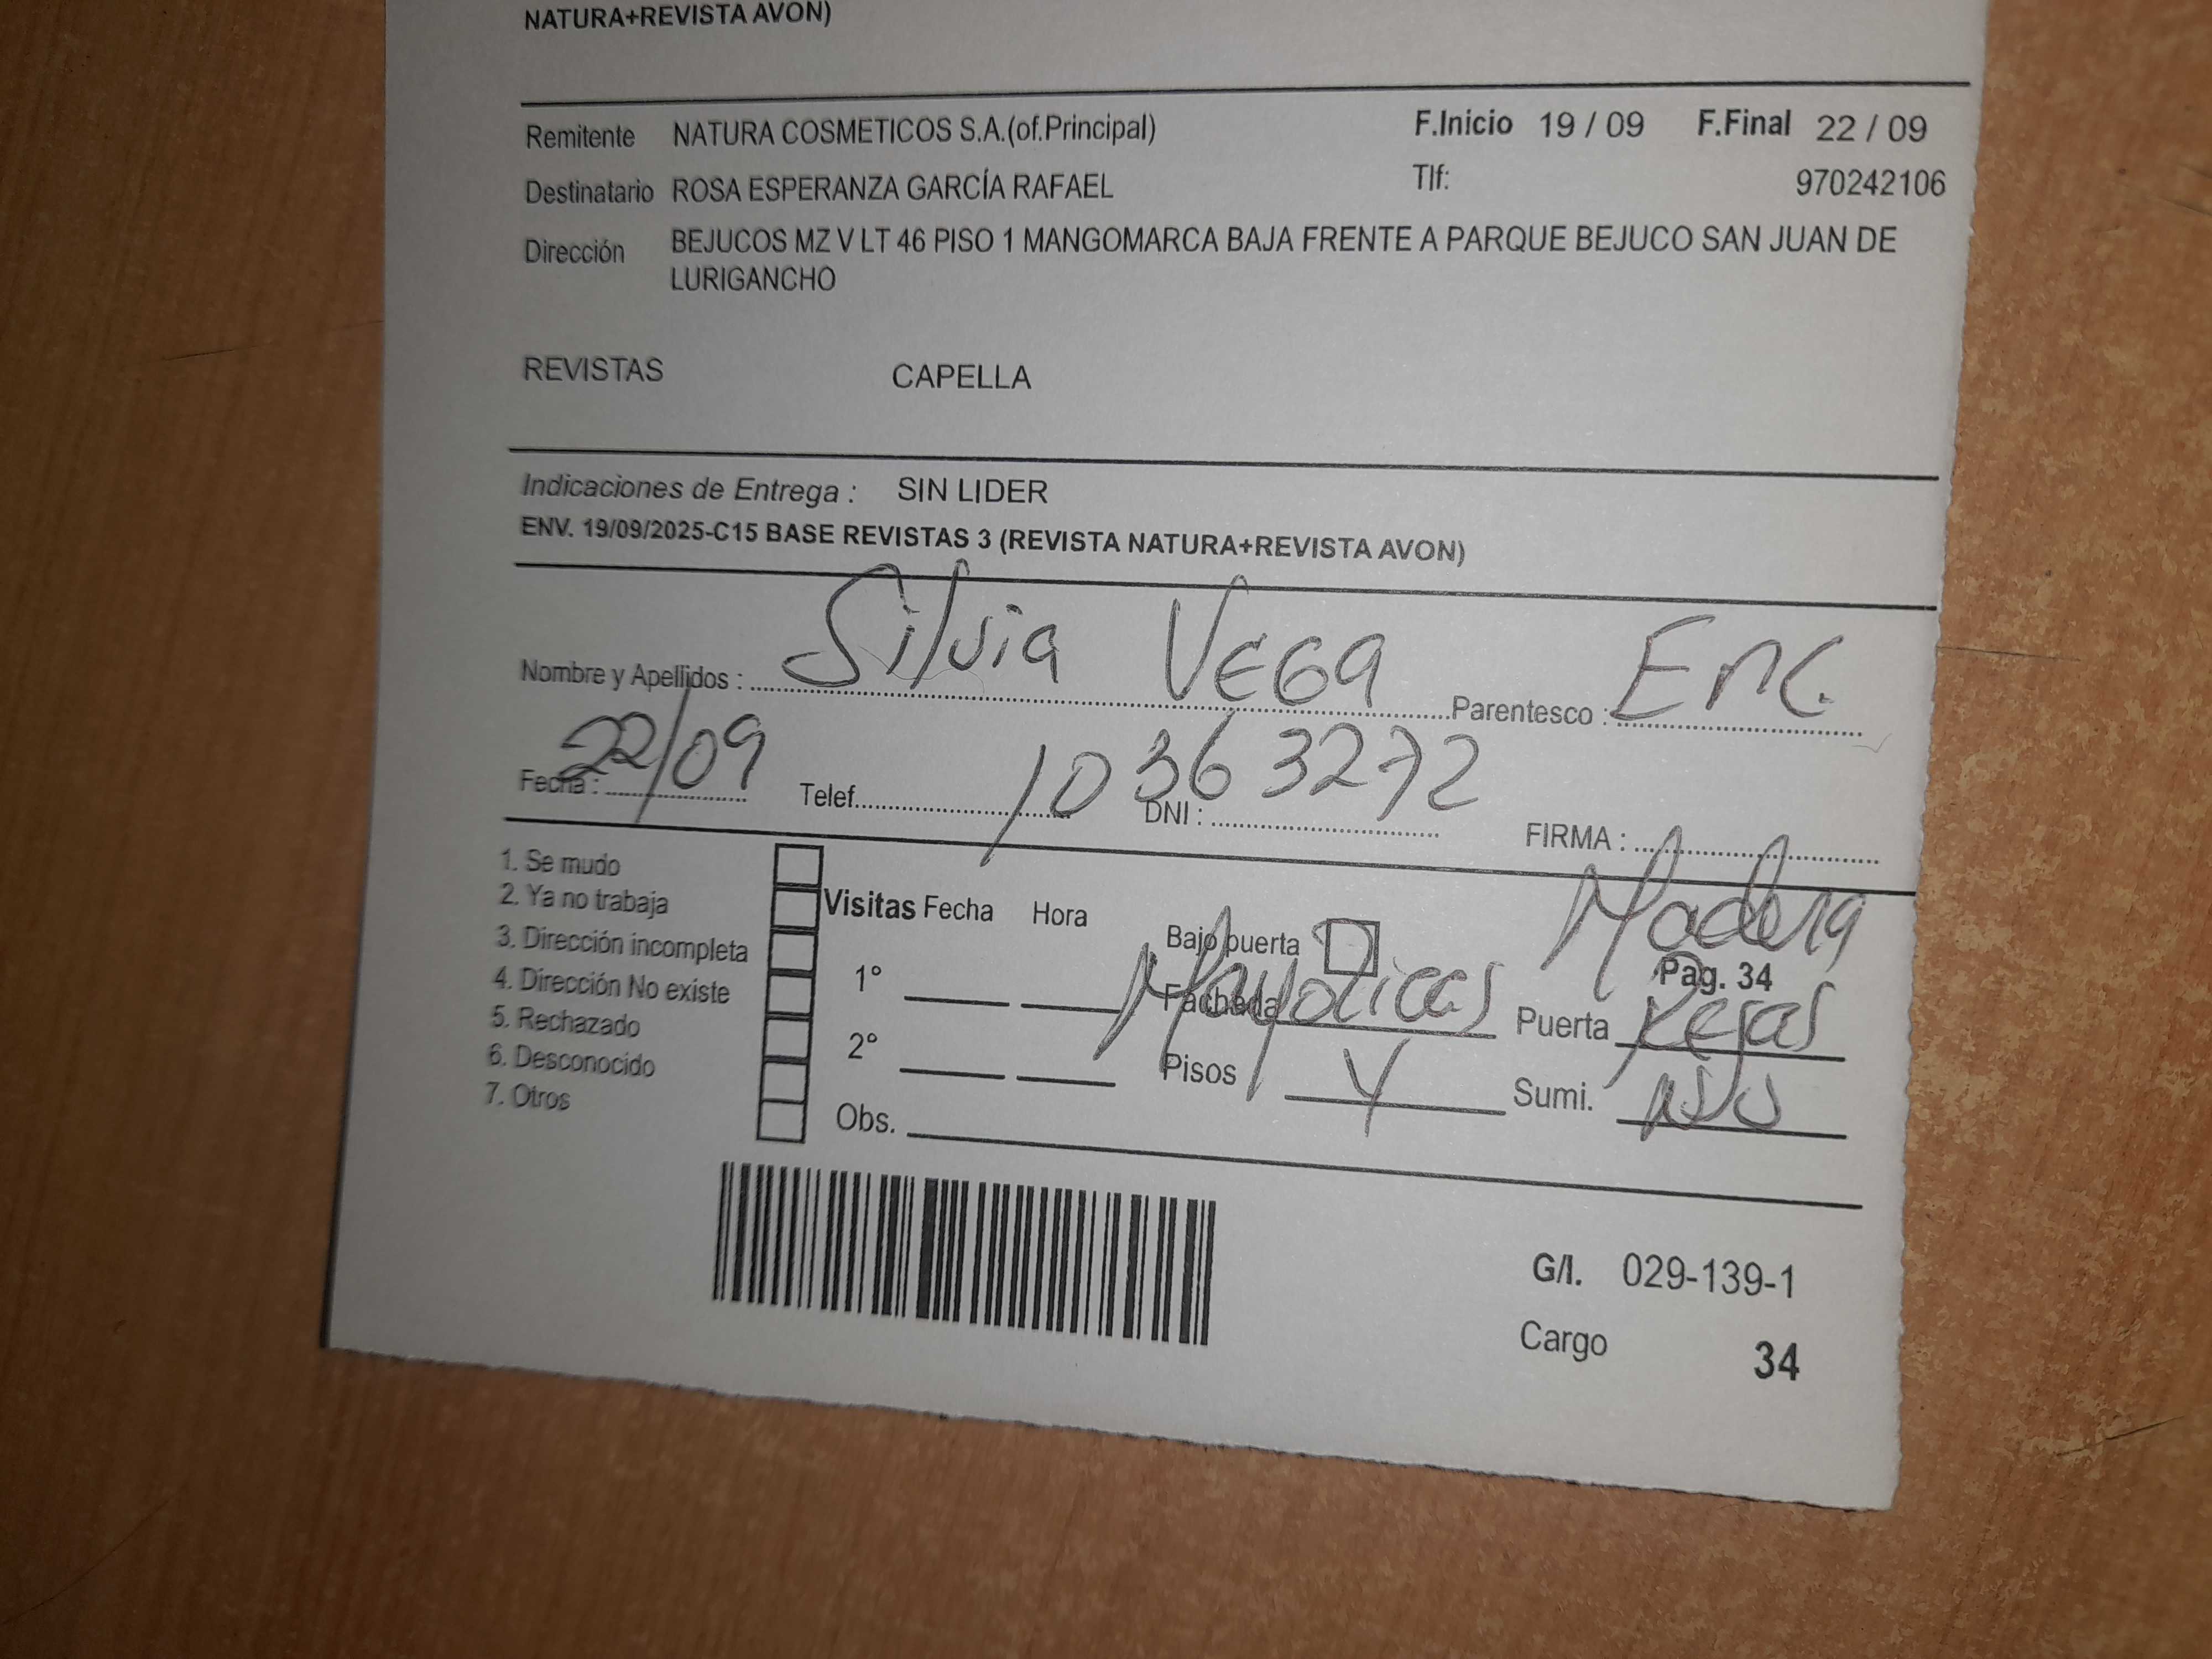 NATURA+REVISTA AVON)
Remitente NATURA COSMETICOS S.A.(of.Principal) F.Inicio 19 / 09 F.Final 22 / 09
Destinatario ROSA ESPERANZA GARCÍA RAFAEL Tlf: 970242106
Dirección BEJUCOS MZ V LT 46 PISO 1 MANGOMARCA BAJA FRENTE A PARQUE BEJUCO SAN JUAN DE
LURIGANCHO
REVISTAS CAPELLA
Indicaciones de Entrega : SIN LIDER
ENV. 19/09/2025-C15 BASE REVISTAS 3 (REVISTA NATURA+REVISTA AVON)
Nombre y Apellidos : Silvia VEGA Parentesco : Enc.
Fecha : 22/09 Telef. DNI : 10363272 FIRMA :
1. Se mudo
2. Ya no trabaja
3. Dirección incompleta
4. Dirección No existe
5. Rechazado
6. Desconocido
7. Otros
Visitas Fecha Hora
1°
2°
Obs.
Bajo puerta Madera
Pag. 34
Fachada Mayolicas Puerta Rejas
Pisos 4 Sumi.
G/I. 029-139-1
Cargo 34